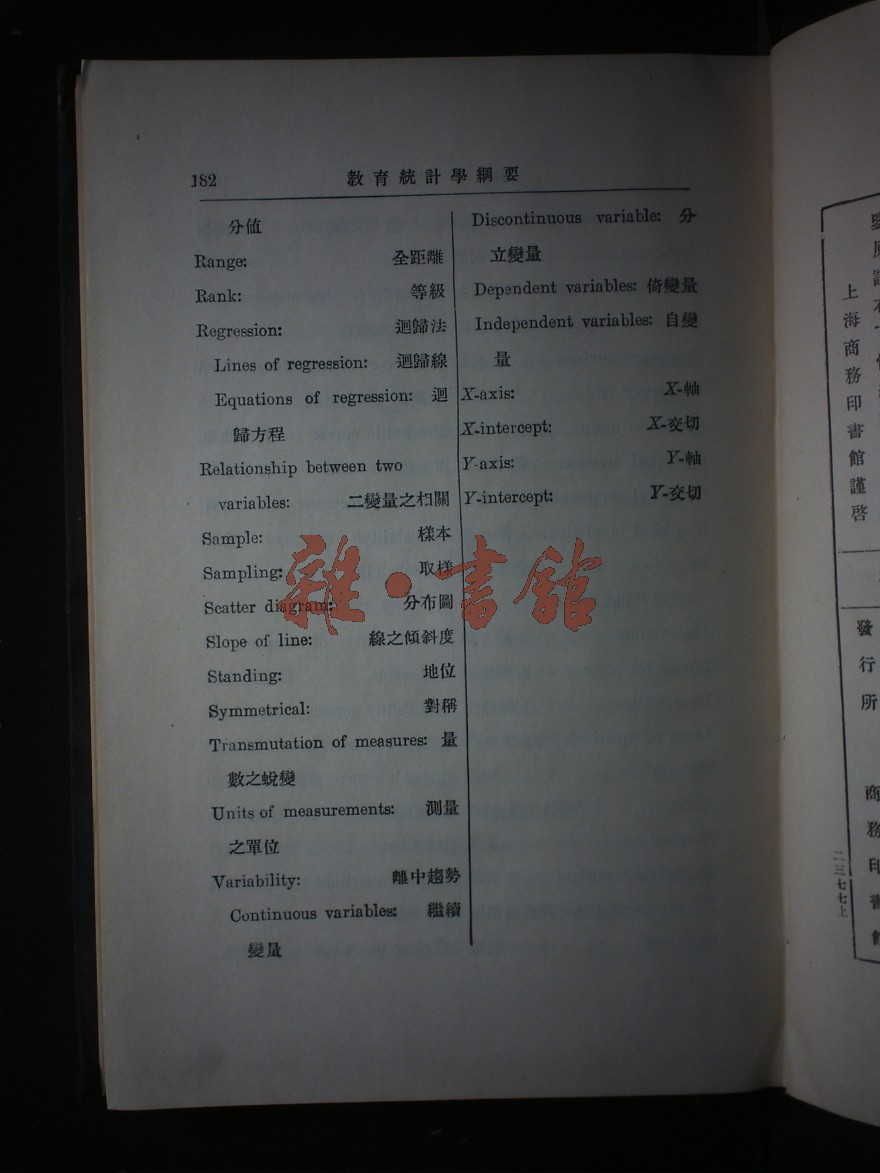 182
教育統計學綱要
分値
Range: 全距離
Rank: 等級
Regression: 迴歸法
Lines of regression: 迴歸線
Equations of regression: 迴
歸方程
Relationship between two
variables: 二變量之相關
Sample: 樣本
Sampling: 取樣
Scatter diagram: 分布圖
Slope of line: 線之傾斜度
Standing: 地位
Symmetrical: 對稱
Transmutation of measures: 量
數之蛻變
Units of measurements: 測量
之單位
Variability: 離中趨勢
Continuous variables: 繼續
變量
Discontinuous variable: 分
立變量
Dependent variables: 倚變量
Independent variables: 自變
量
X-axis: X-軸
X-intercept: X-交切
Y-axis: Y-軸
Y-intercept: Y-交切
雜·書館
上海商務印書館謹啓
發行所
商務印書館
二三七七上